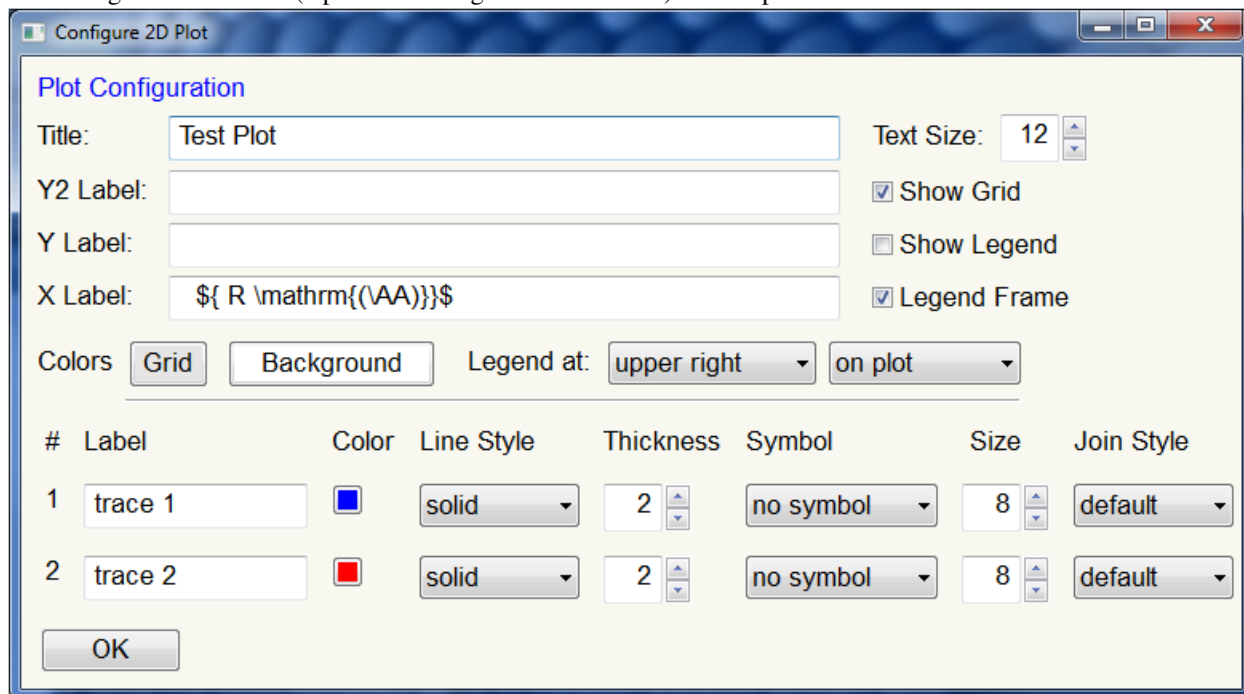 Configure 2D Plot
Plot Configuration
Title: Test Plot Text Size: 12
Y2 Label: Show Grid
Y Label: Show Legend
X Label: ${ R \mathrm{(\AA)}}$ Legend Frame
Colors Grid Background Legend at: upper right on plot
# Label Color Line Style Thickness Symbol Size Join Style
1 trace 1 solid 2 no symbol 8 default
2 trace 2 solid 2 no symbol 8 default
OK